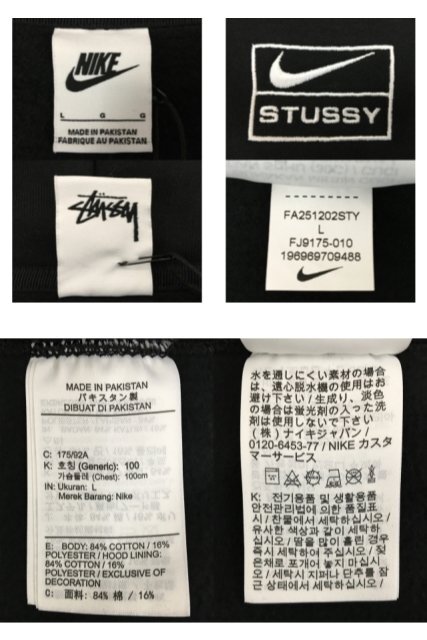 NIKE
L G G
MADE IN PAKISTAN
FABRIQUE AU PAKISTAN
STUSSY
Stüssy
FA251202STY
L
FJ9175-010
196969709488
MADE IN PAKISTAN
パキスタン製
DIBUAT DI PAKISTAN
C: 175/92A
K: 호칭 (Generic): 100
가슴둘레 (Chest): 100cm
IN: Ukuran: L
Merek Barang: Nike
E: BODY: 84% COTTON / 16%
POLYESTER / HOOD LINING:
84% COTTON / 16%
POLYESTER / EXCLUSIVE OF
DECORATION
C: 面料: 84% 棉 / 16%
水を通しにくい素材の場合
は、遠心脱水機の使用はお
避け下さい / 生成り、淡色
の場合は蛍光剤の入った洗
剤は使用しないで下さい
(株) ナイキジャパン /
0120-6453-77 / NIKE カスタ
マーサービス
K: 전기용품 및 생활용품
안전관리법에 의한 품질표
시 / 찬물에서 세탁하십시오 /
유사한 색상과 같이 세탁하
십시오 / 땀을 많이 흘린 경우
즉시 세탁하여 주십시오 / 젖
은채로 포개어 놓지 마십시
오 / 세탁시 지퍼나 단추를 잠
근 상태에서 세탁하십시오 /